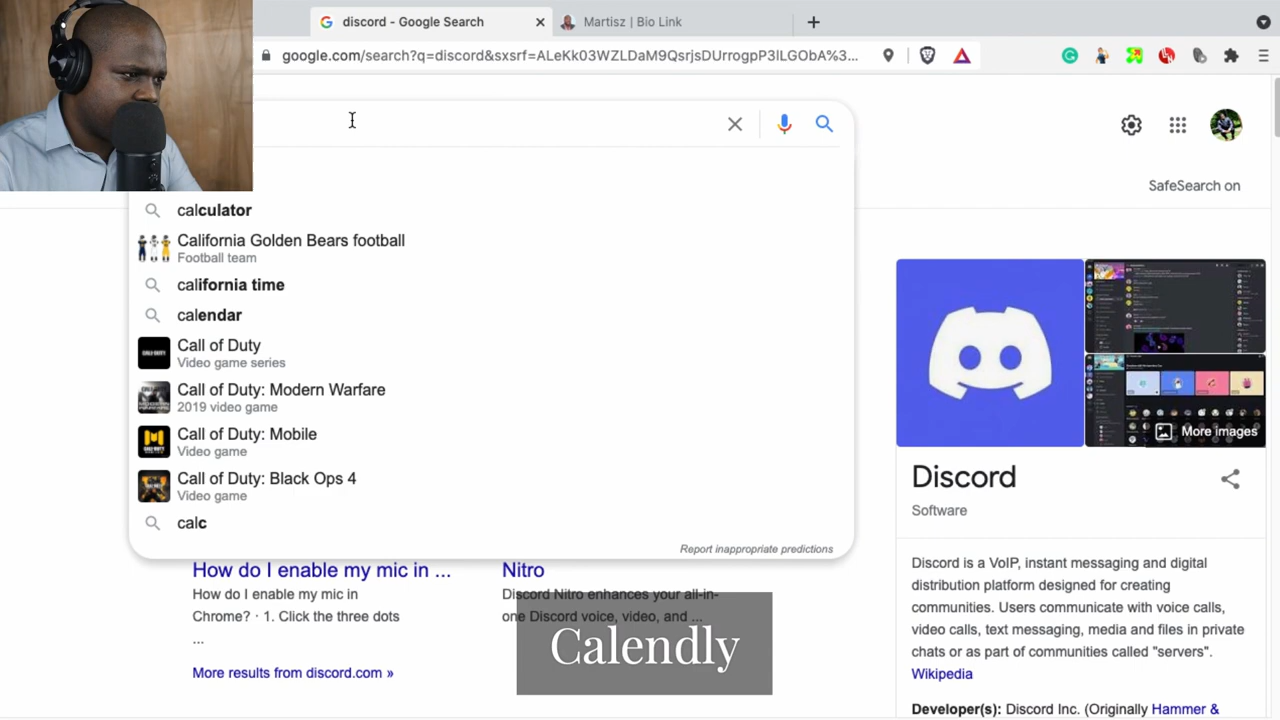 discord - Google Search
Martisz | Bio Link
google.com/search?q=discord&sxsrf=ALeKk03WZLDaM9QsrjsDUrrogpP3lLGObA%3...
SafeSearch on
calculator
California Golden Bears football
Football team
california time
calendar
Call of Duty
Video game series
Call of Duty: Modern Warfare
2019 video game
Call of Duty: Mobile
Video game
Call of Duty: Black Ops 4
Video game
calc
Report inappropriate predictions
How do I enable my mic in ...
How do I enable my mic in
Chrome? · 1. Click the three dots
...
More results from discord.com »
Nitro
Discord Nitro enhances your all-in-
one Discord voice, video, and ...
Calendly
More images
Discord
Software
Discord is a VoIP, instant messaging and digital
distribution platform designed for creating
communities. Users communicate with voice calls,
video calls, text messaging, media and files in private
chats or as part of communities called "servers".
Wikipedia
Developer(s): Discord Inc. (Originally Hammer &